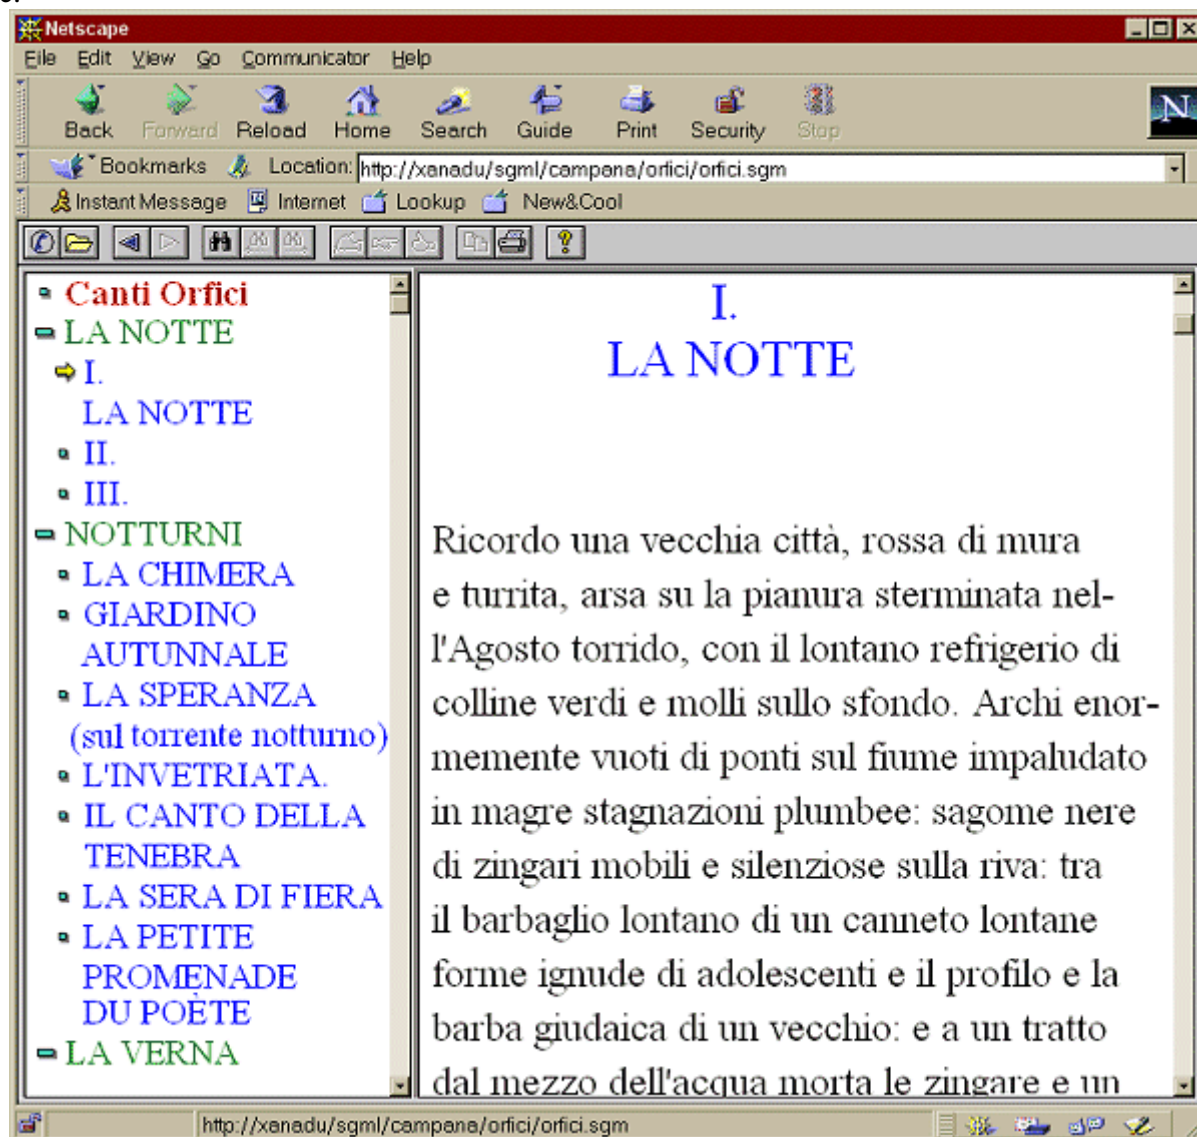 Netscape
File Edit View Go Communicator Help
Back Forward Reload Home Search Guide Print Security Stop
N
Bookmarks Location: http://xanadu/sgml/campana/orfici/orfici.sgm
Instant Message Internet Lookup New&Cool
Canti Orfici
LA NOTTE
I.
LA NOTTE
II.
III.
NOTTURNI
LA CHIMERA
GIARDINO
AUTUNNALE
LA SPERANZA
(sul torrente notturno)
L'INVETRIATA.
IL CANTO DELLA
TENEBRA
LA SERA DI FIERA
LA PETITE
PROMENADE
DU POÈTE
LA VERNA
I.
LA NOTTE
Ricordo una vecchia città, rossa di mura
e turrita, arsa su la pianura sterminata nel-
l'Agosto torrido, con il lontano refrigerio di
colline verdi e molli sullo sfondo. Archi enor-
memente vuoti di ponti sul fiume impaludato
in magre stagnazioni plumbee: sagome nere
di zingari mobili e silenziose sulla riva: tra
il barbaglio lontano di un canneto lontane
forme ignude di adolescenti e il profilo e la
barba giudaica di un vecchio: e a un tratto
dal mezzo dell'acqua morta le zingare e un
http://xanadu/sgml/campana/orfici/orfici.sgm